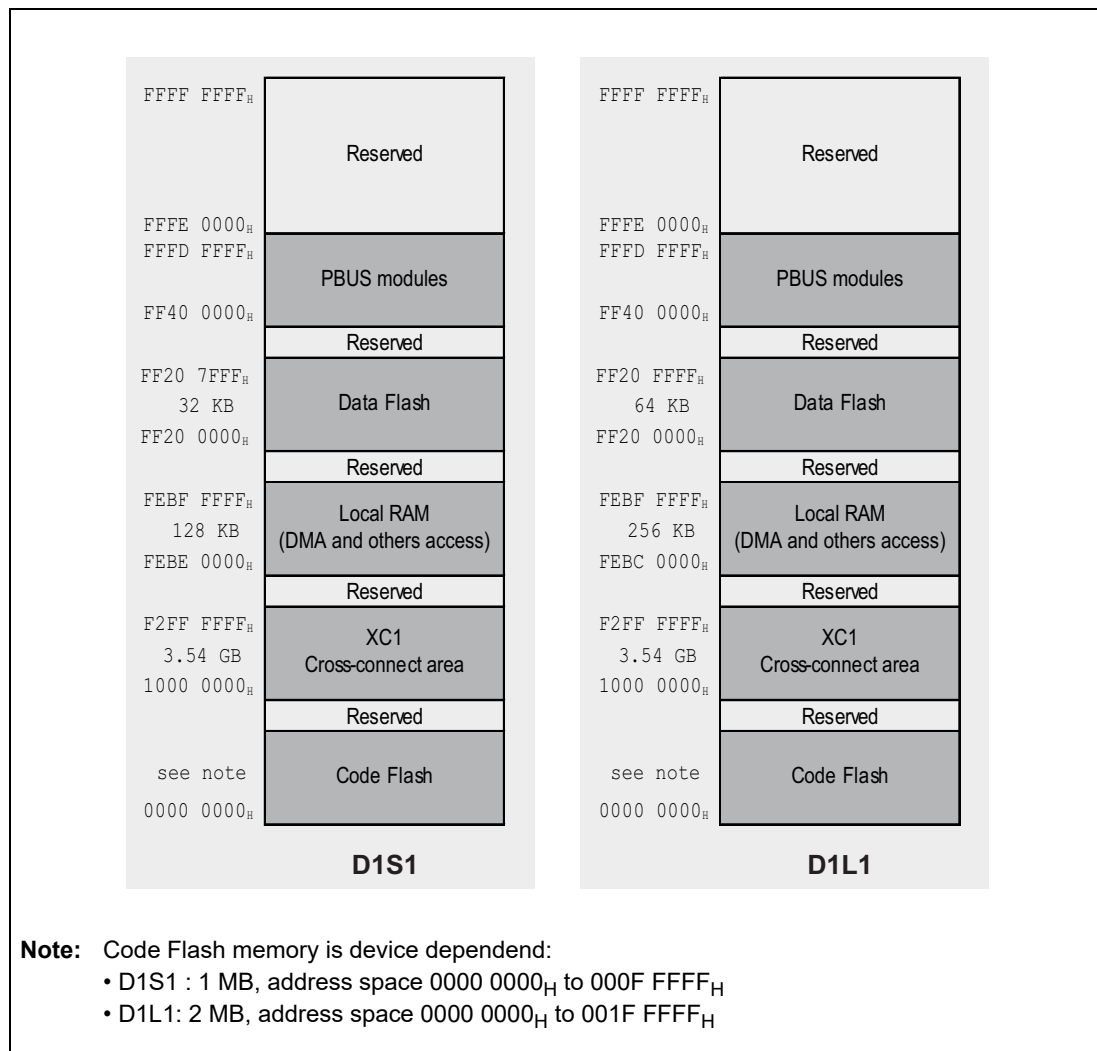 FFFF FFFFH
Reserved
FFFE 0000H
FFFD FFFFH
PBUS modules
FF40 0000H
Reserved
FF20 7FFFH
32 KB
Data Flash
FF20 0000H
Reserved
FEBF FFFFH
Local RAM
128 KB
(DMA and others access)
FEBE 0000H
Reserved
F2FF FFFFH
XC1
3.54 GB
Cross-connect area
1000 0000H
Reserved
see note
Code Flash
0000 0000H
D1S1
FFFF FFFFH
Reserved
FFFE 0000H
FFFD FFFFH
PBUS modules
FF40 0000H
Reserved
FF20 FFFFH
64 KB
Data Flash
FF20 0000H
Reserved
FEBF FFFFH
Local RAM
256 KB
(DMA and others access)
FEBC 0000H
Reserved
F2FF FFFFH
XC1
3.54 GB
Cross-connect area
1000 0000H
Reserved
see note
Code Flash
0000 0000H
D1L1
Note: Code Flash memory is device dependend:
• D1S1 : 1 MB, address space 0000 0000H to 000F FFFFH
• D1L1: 2 MB, address space 0000 0000H to 001F FFFFH